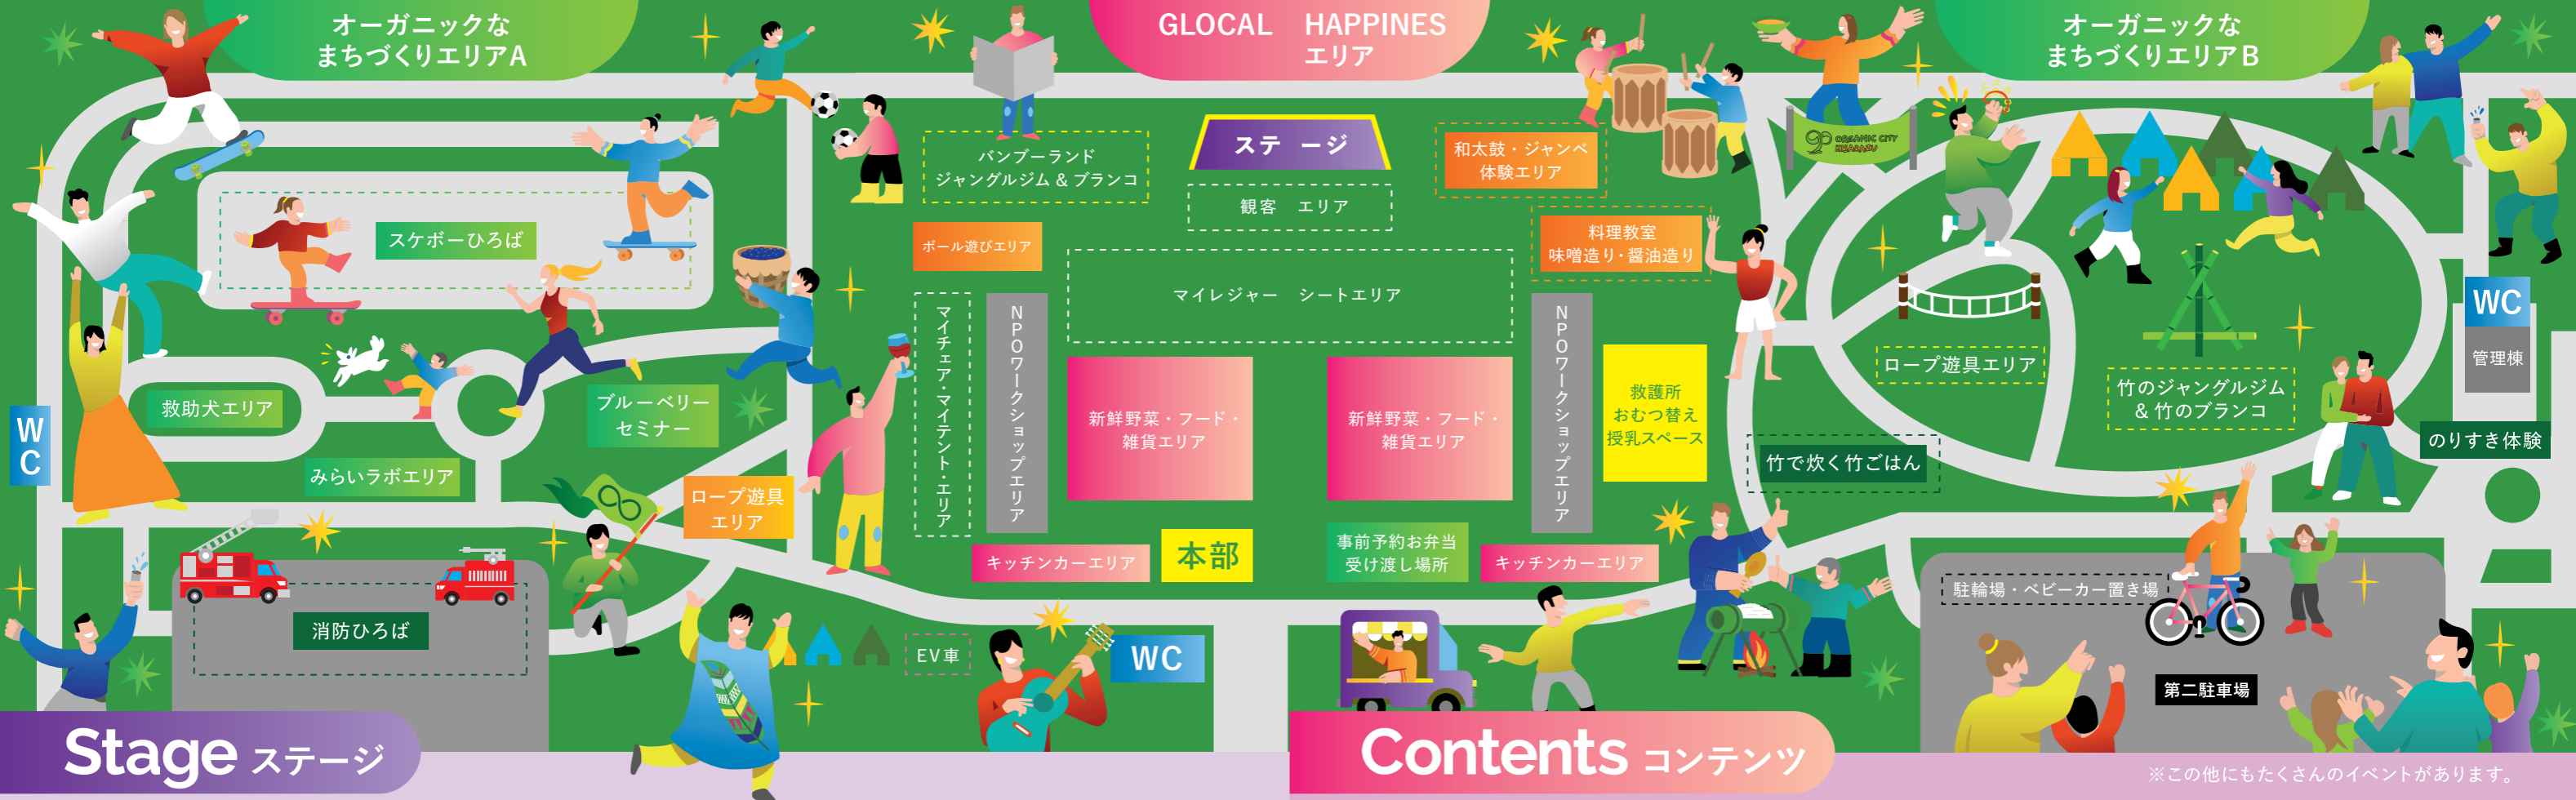 オーガニックな
まちづくりエリアA
GLOCAL HAPPINES
エリア
オーガニックな
まちづくりエリアB
ORGANIC CITY
KISARAZU
バンブーランド
ジャングルジム & ブランコ
ステージ
観客 エリア
和太鼓・ジャンベ
体験エリア
スケボーひろば
ボール遊びエリア
料理教室
味噌造り・醤油造り
マイレジャー シートエリア
マイチェア・マイテント・エリア
NPOワークショップエリア
NPOワークショップエリア
WC
管理棟
ロープ遊具エリア
竹のジャングルジム
& 竹のブランコ
救助犬エリア
ブルーベリー
セミナー
新鮮野菜・フード・
雑貨エリア
新鮮野菜・フード・
雑貨エリア
救護所
おむつ替え
授乳スペース
WC
みらいラボエリア
ロープ遊具
エリア
竹で炊く竹ごはん
のりすき体験
キッチンカーエリア
本部
事前予約お弁当
受け渡し場所
キッチンカーエリア
駐輪場・ベビーカー置き場
消防ひろば
EV車
WC
第二駐車場
Stage ステージ
Contents コンテンツ
※この他にもたくさんのイベントがあります。